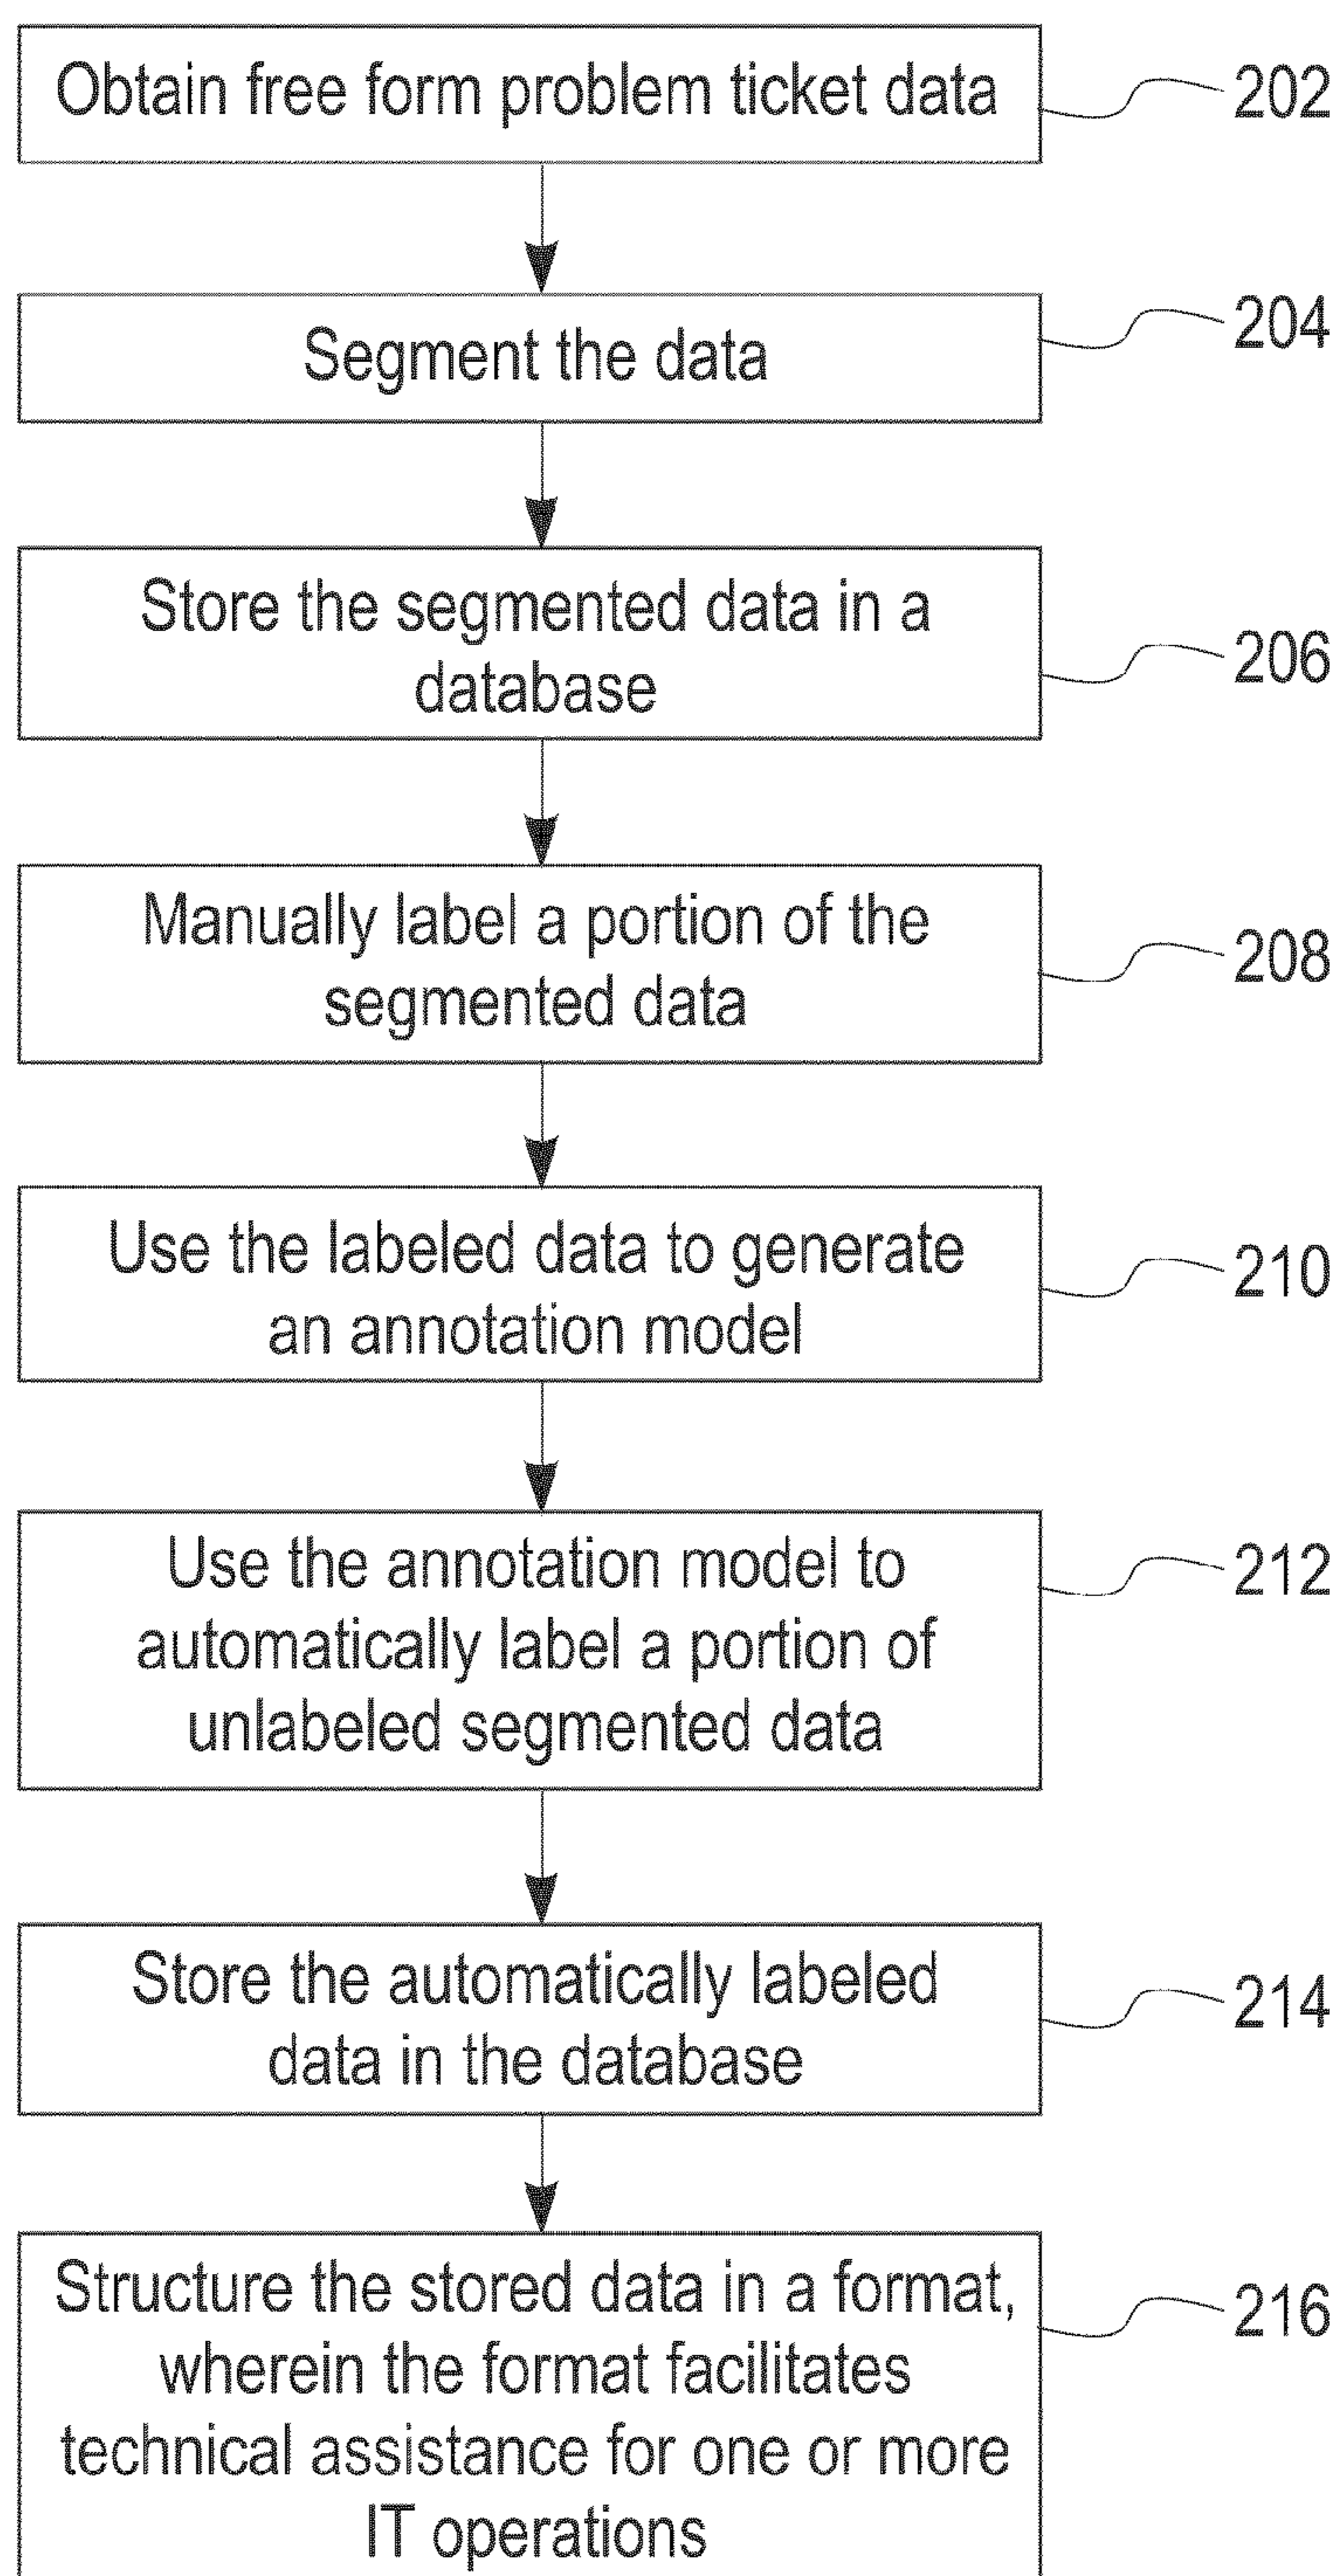 Obtain free form problem ticket data
202
Segment the data
204
Store the segmented data in a
database
206
Manually label a portion of the
segmented data
208
Use the labeled data to generate
an annotation model
210
Use the annotation model to
automatically label a portion of
unlabeled segmented data
212
Store the automatically labeled
data in the database
214
Structure the stored data in a format,
wherein the format facilitates
technical assistance for one or more
IT operations
216